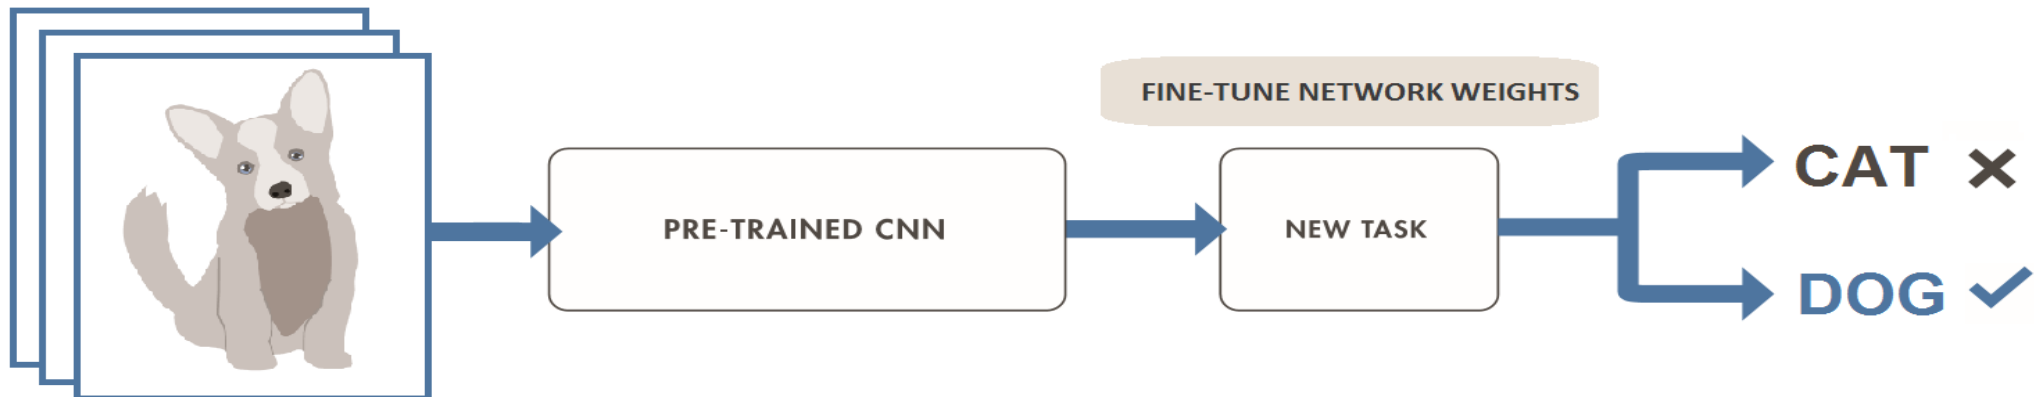 FINE-TUNE NETWORK WEIGHTS
PRE-TRAINED CNN
NEW TASK
CAT
DOG